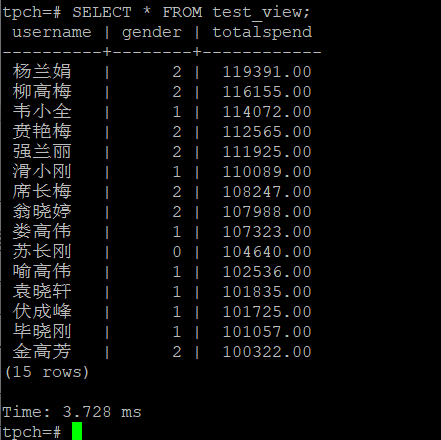 tpch=# SELECT * FROM test_view;
username | gender | totalspend
----------+--------+------------
杨兰娟 | 2 | 119391.00
柳高梅 | 2 | 116155.00
韦小全 | 1 | 114072.00
贲艳梅 | 2 | 112565.00
强兰丽 | 2 | 111925.00
滑小刚 | 1 | 110089.00
席长梅 | 2 | 108247.00
翁晓婷 | 2 | 107988.00
娄高伟 | 1 | 107323.00
苏长刚 | 0 | 104640.00
喻高伟 | 1 | 102536.00
袁晓轩 | 1 | 101835.00
伏成峰 | 1 | 101725.00
毕晓刚 | 1 | 101057.00
金高芳 | 2 | 100322.00
(15 rows)
Time: 3.728 ms
tpch=#